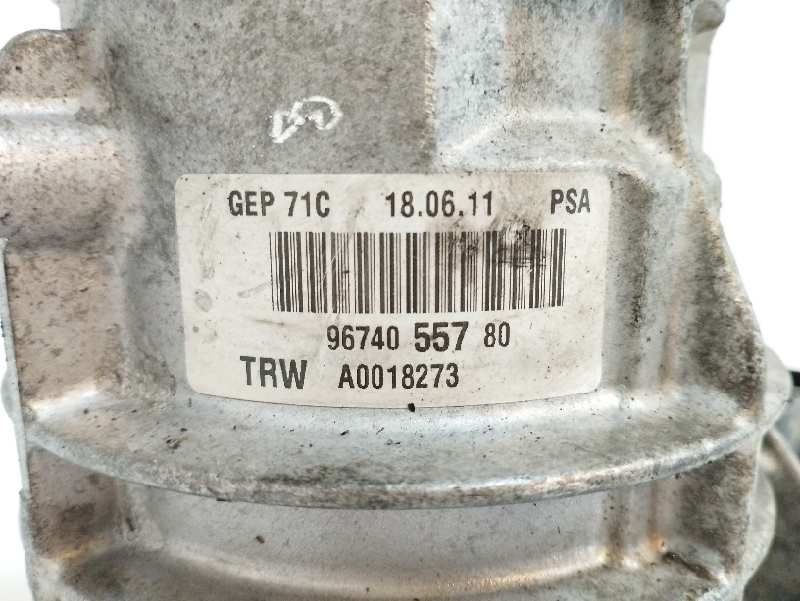 GEP 71C 18.06.11 PSA
96740 557 80
TRW A0018273